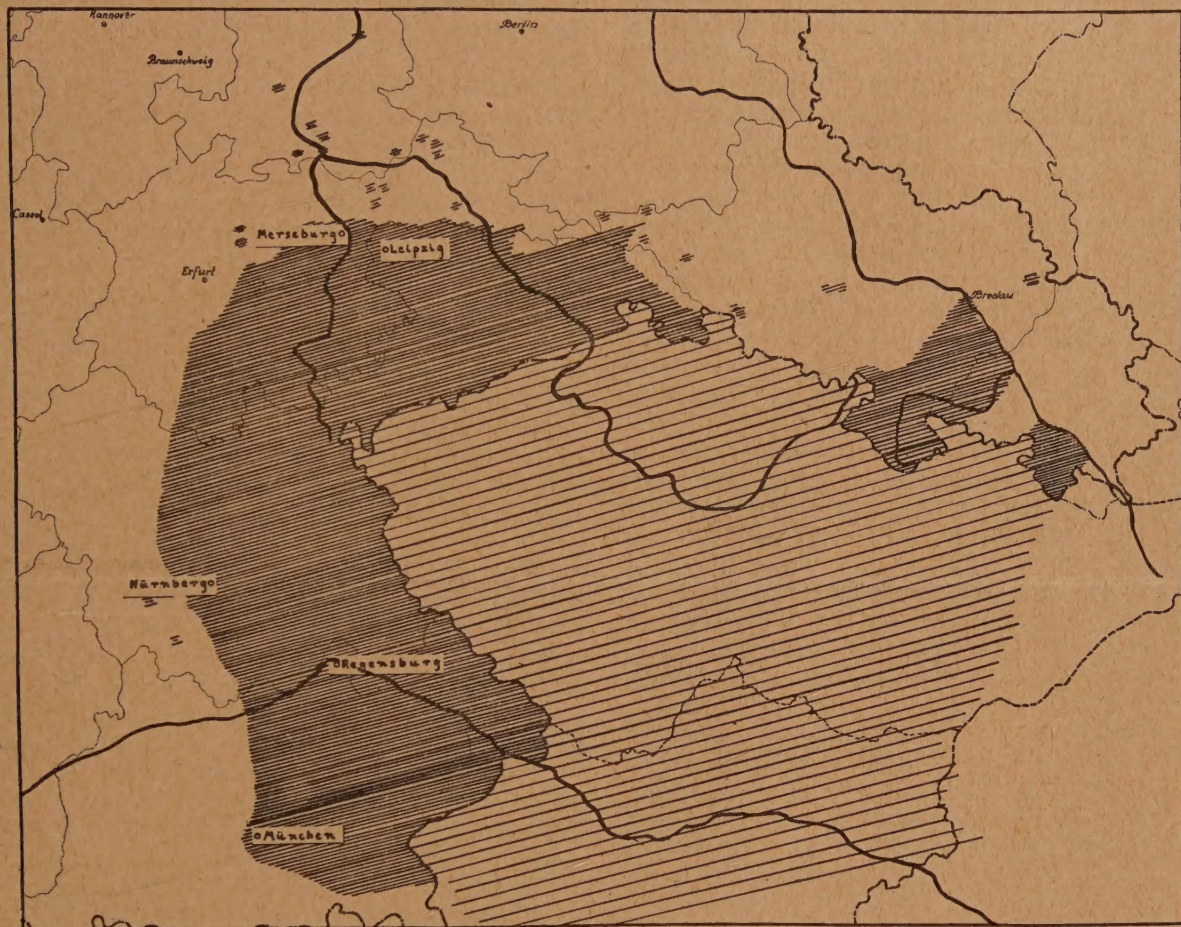 Hannover
Berlin
Braunschweig
Cassel
Merseburg
Leipzig
Erfurt
Breslau
Nürnberg
Regensburg
München